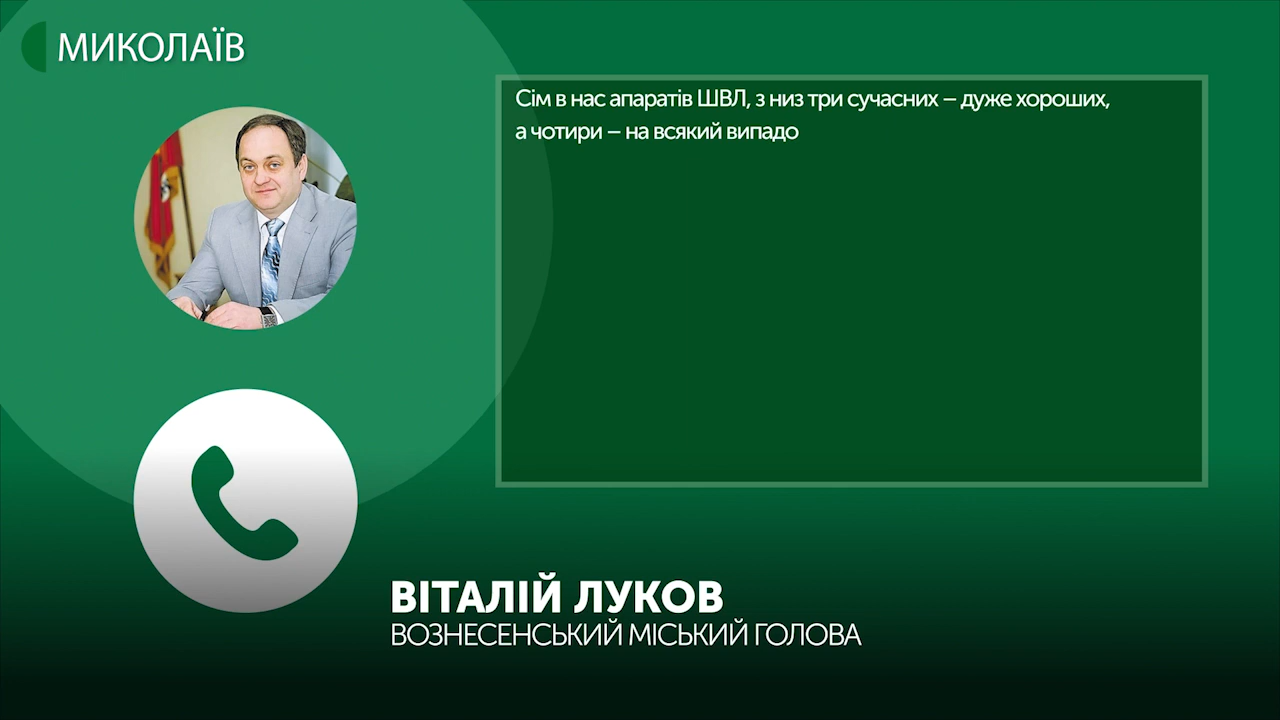 МИКОЛАЇВ
Сім в нас апаратів ШВЛ, з низ три сучасних – дуже хороших,
а чотири – на всякий випадо
ВІТАЛІЙ ЛУКОВ
ВОЗНЕСЕНСЬКИЙ МІСЬКИЙ ГОЛОВА